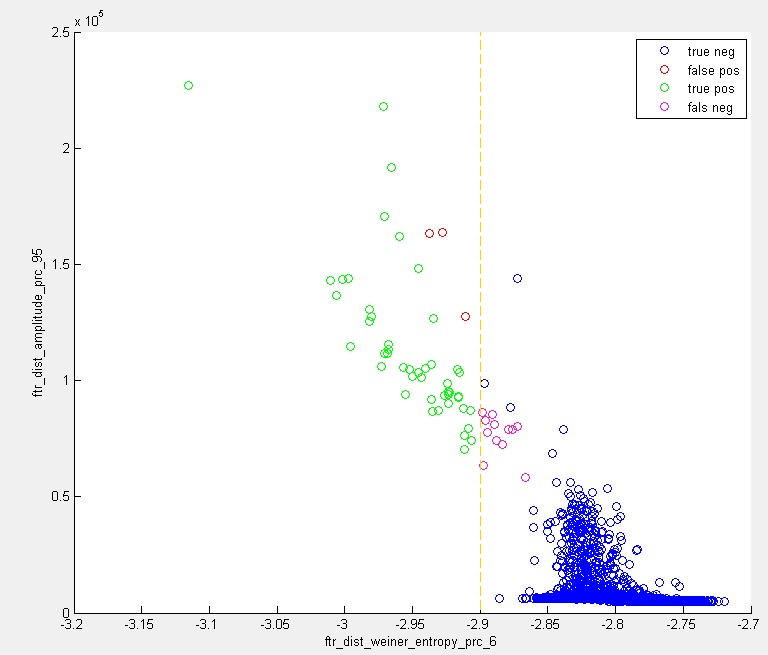 x 10^5
2.5
2
1.5
1
0.5
0
ftr_dist_amplitude_prc_95
true neg
false pos
true pos
fals neg
-3.2 -3.15 -3.1 -3.05 -3 -2.95 -2.9 -2.85 -2.8 -2.75 -2.7
ftr_dist_weiner_entropy_prc_6